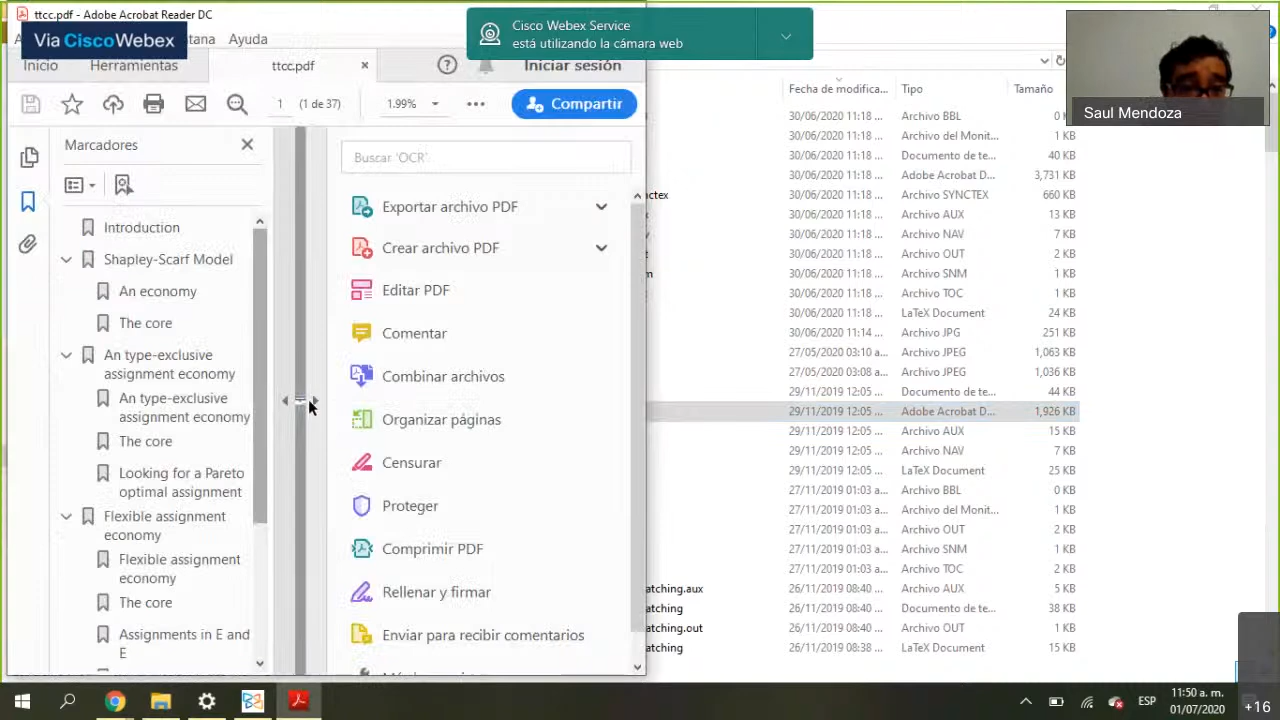 ttcc.pdf - Adobe Acrobat Reader DC
Via CiscoWebex
tana Ayuda
Cisco Webex Service
está utilizando la cámara web
Saul Mendoza
Inicio Herramientas ttcc.pdf × ? Iniciar sesión
1 (1 de 37) 1.99% Compartir
Marcadores
Introduction
Shapley-Scarf Model
An economy
The core
An type-exclusive
assignment economy
An type-exclusive
assignment economy
The core
Looking for a Pareto
optimal assignment
Flexible assignment
economy
Flexible assignment
economy
The core
Assignments in E and
E
Buscar 'OCR'
Exportar archivo PDF
Crear archivo PDF
Editar PDF
Comentar
Combinar archivos
Organizar páginas
Censurar
Proteger
Comprimir PDF
Rellenar y firmar
Enviar para recibir comentarios
Fecha de modifica... Tipo Tamaño
30/06/2020 11:18 ... Archivo BBL 0
30/06/2020 11:18 ... Archivo del Monit... 1 KB
30/06/2020 11:18 ... Documento de te... 40 KB
30/06/2020 11:18 ... Adobe Acrobat D... 3,731 KB
nctex 30/06/2020 11:18 ... Archivo SYNCTEX 660 KB
30/06/2020 11:18 ... Archivo AUX 13 KB
30/06/2020 11:18 ... Archivo NAV 7 KB
30/06/2020 11:18 ... Archivo OUT 2 KB
30/06/2020 11:18 ... Archivo SNM 1 KB
30/06/2020 11:18 ... Archivo TOC 1 KB
30/06/2020 11:18 ... LaTeX Document 24 KB
30/06/2020 11:14 ... Archivo JPG 251 KB
27/05/2020 03:10 a... Archivo JPEG 1,063 KB
27/05/2020 03:08 a... Archivo JPEG 1,036 KB
29/11/2019 12:05 ... Documento de te... 44 KB
29/11/2019 12:05 ... Adobe Acrobat D... 1,926 KB
29/11/2019 12:05 ... Archivo AUX 15 KB
29/11/2019 12:05 ... Archivo NAV 7 KB
29/11/2019 12:05 ... LaTeX Document 25 KB
27/11/2019 01:03 a... Archivo BBL 0 KB
27/11/2019 01:03 a... Archivo del Monit... 1 KB
27/11/2019 01:03 a... Archivo OUT 2 KB
27/11/2019 01:03 a... Archivo SNM 1 KB
27/11/2019 01:03 a... Archivo TOC 2 KB
atching.aux 26/11/2019 08:40 ... Archivo AUX 5 KB
atching 26/11/2019 08:40 ... Documento de te... 38 KB
atching.out 26/11/2019 08:40 ... Archivo OUT 1 KB
atching 26/11/2019 08:38 ... LaTeX Document 15 KB
ESP
11:50 a. m.
01/07/2020
+16